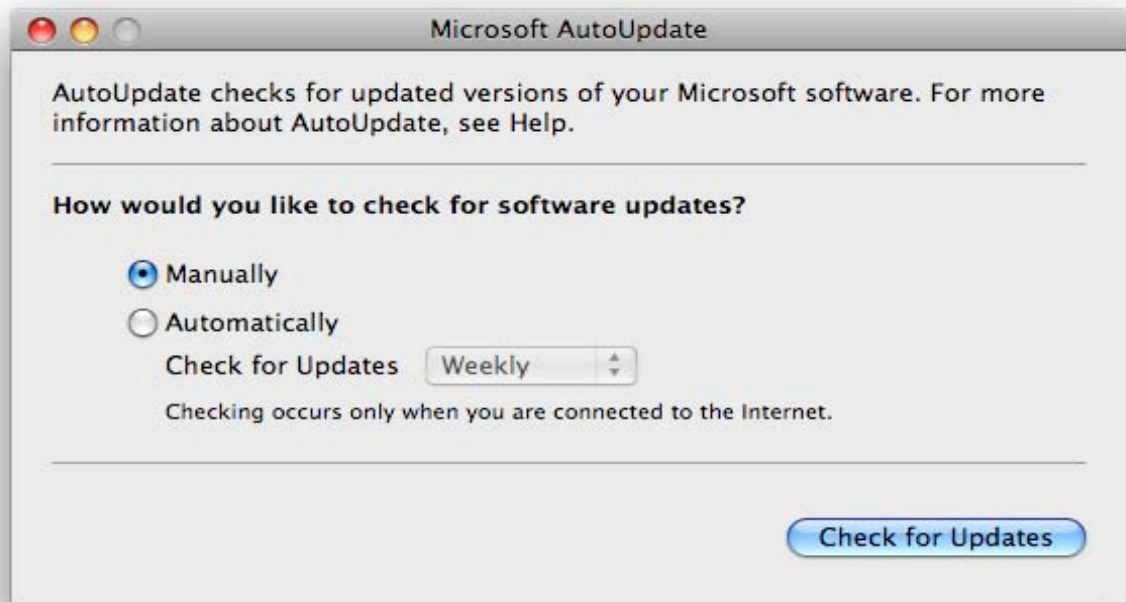 Microsoft AutoUpdate
AutoUpdate checks for updated versions of your Microsoft software. For more
information about AutoUpdate, see Help.
How would you like to check for software updates?
Manually
Automatically
Check for Updates Weekly
Checking occurs only when you are connected to the Internet.
Check for Updates